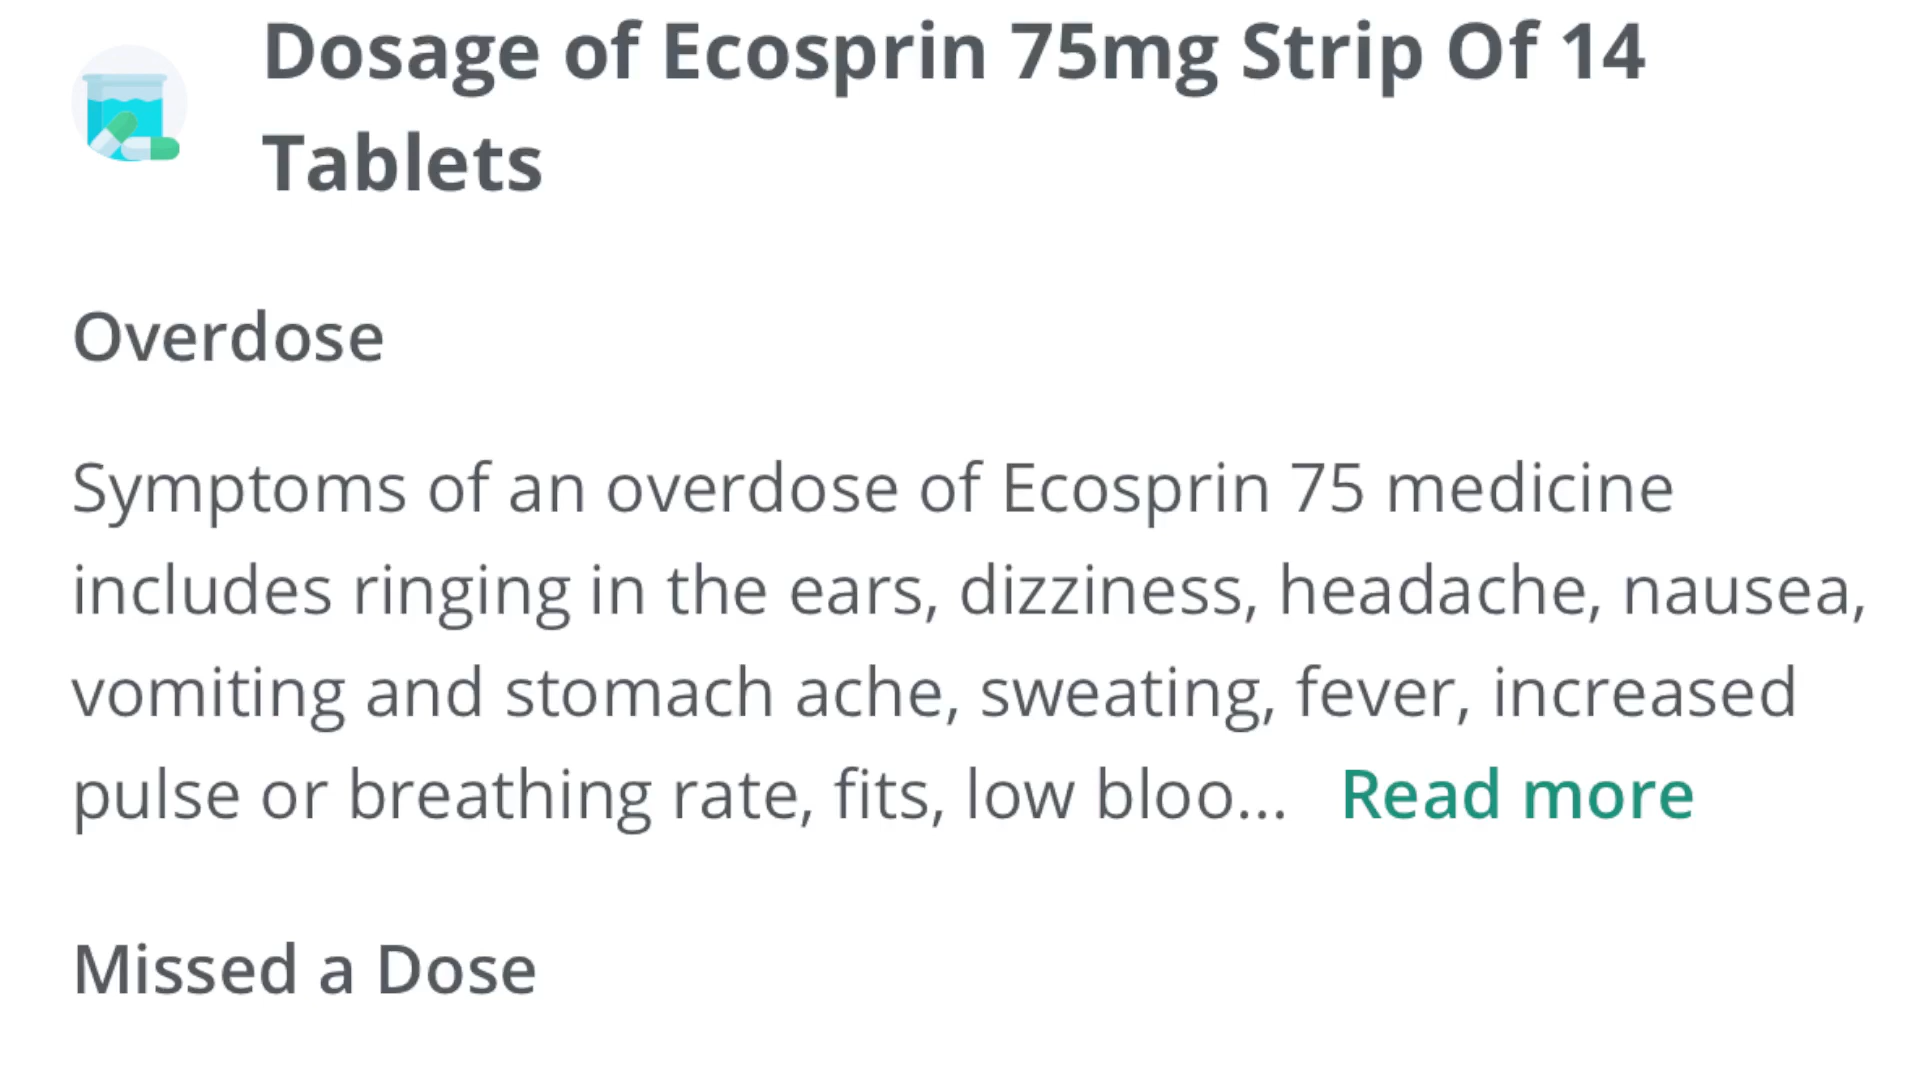 Dosage of Ecosprin 75mg Strip Of 14
Tablets
Overdose
Symptoms of an overdose of Ecosprin 75 medicine
includes ringing in the ears, dizziness, headache, nausea,
vomiting and stomach ache, sweating, fever, increased
pulse or breathing rate, fits, low bloo... Read more
Missed a Dose